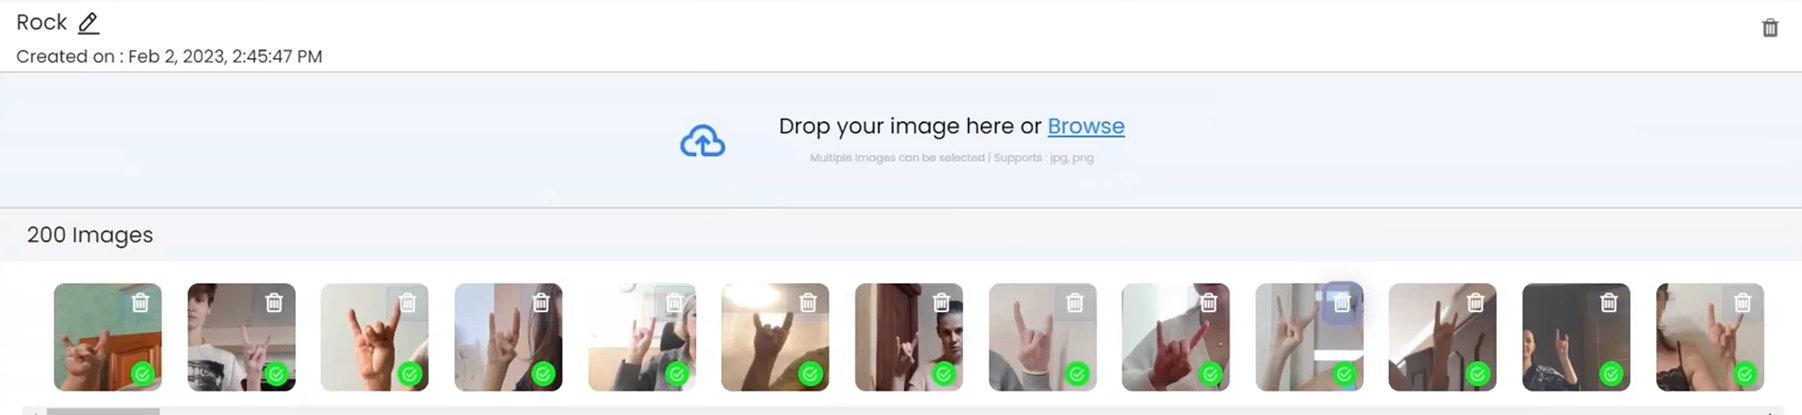 Rock
Created on : Feb 2, 2023, 2:45:47 PM
Drop your image here or Browse
Multiple images can be selected | Supports : jpg, png
200 Images